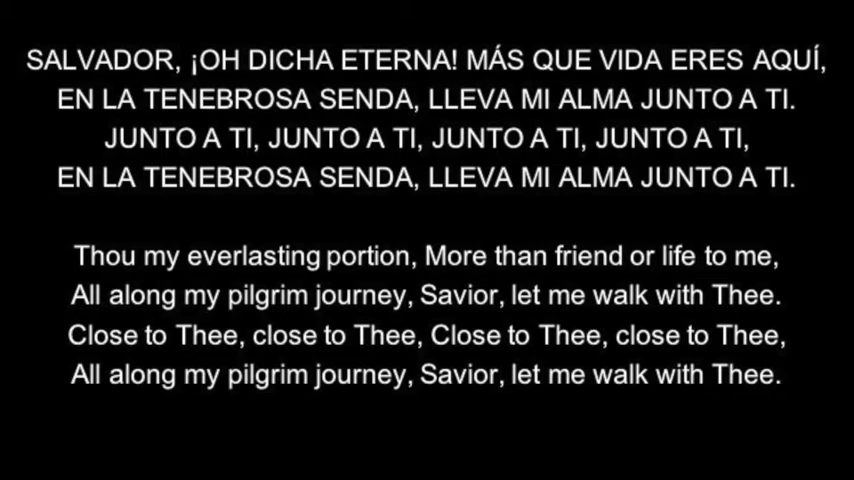 SALVADOR, ¡OH DICHA ETERNA! MÁS QUE VIDA ERES AQUÍ,
EN LA TENEBROSA SENDA, LLEVA MI ALMA JUNTO A TI.
JUNTO A TI, JUNTO A TI, JUNTO A TI, JUNTO A TI,
EN LA TENEBROSA SENDA, LLEVA MI ALMA JUNTO A TI.
Thou my everlasting portion, More than friend or life to me,
All along my pilgrim journey, Savior, let me walk with Thee.
Close to Thee, close to Thee, Close to Thee, close to Thee,
All along my pilgrim journey, Savior, let me walk with Thee.